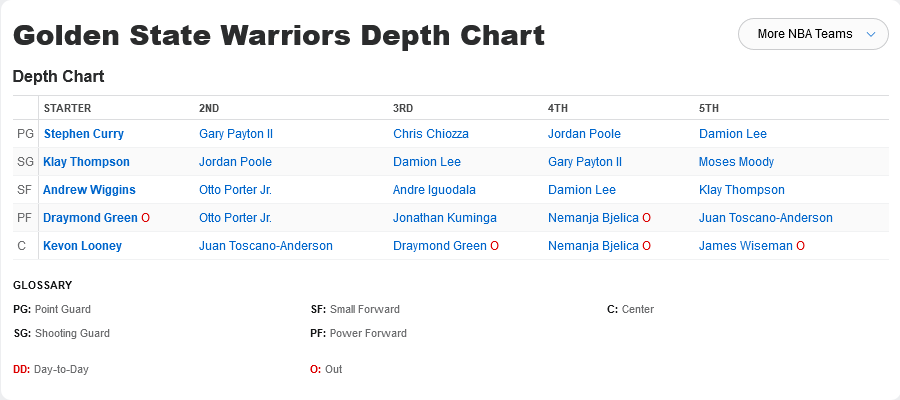 Golden State Warriors Depth Chart
More NBA Teams
Depth Chart
STARTER 2ND 3RD 4TH 5TH
PG Stephen Curry Gary Payton II Chris Chiozza Jordan Poole Damion Lee
SG Klay Thompson Jordan Poole Damion Lee Gary Payton II Moses Moody
SF Andrew Wiggins Otto Porter Jr. Andre Iguodala Damion Lee Klay Thompson
PF Draymond Green O Otto Porter Jr. Jonathan Kuminga Nemanja Bjelica O Juan Toscano-Anderson
C Kevon Looney Juan Toscano-Anderson Draymond Green O Nemanja Bjelica O James Wiseman O
GLOSSARY
PG: Point Guard SF: Small Forward C: Center
SG: Shooting Guard PF: Power Forward
DD: Day-to-Day O: Out